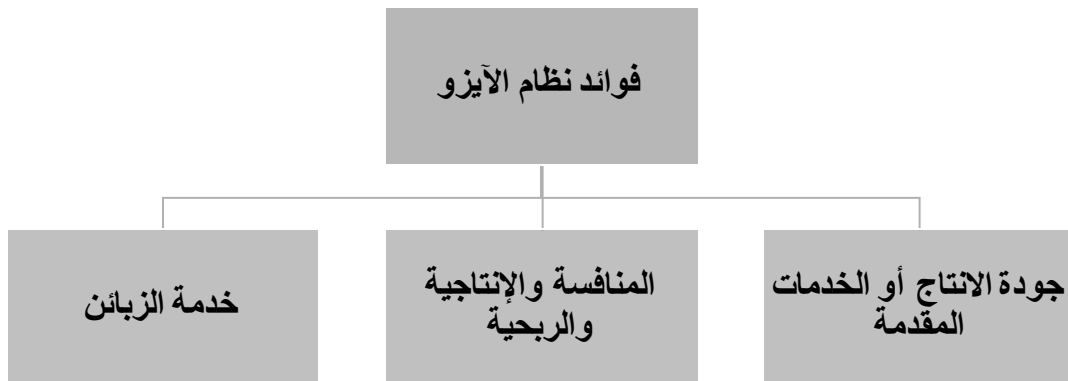 فوائد نظام الآيزو
جودة الانتاج أو الخدمات
المقدمة
المنافسة والإنتاجية
والربحية
خدمة الزبائن